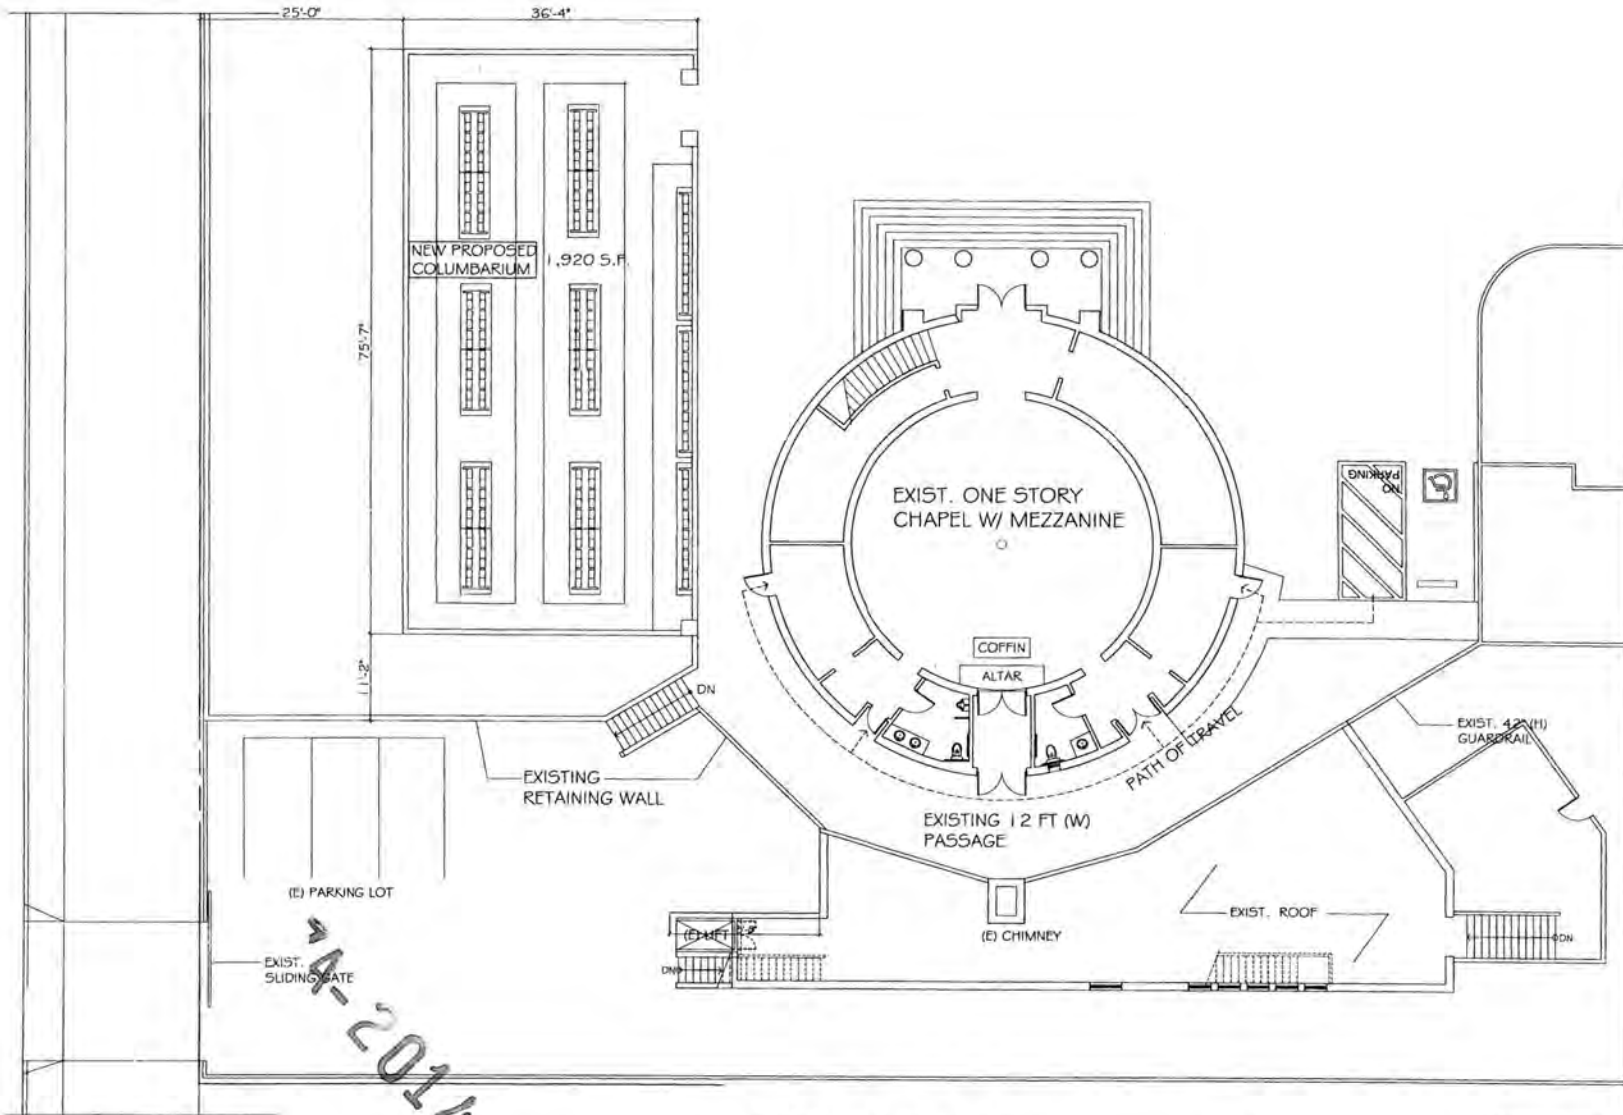 25'-0"
36'-4"
75'-7"
11'-2"
NEW PROPOSED
COLUMBARIUM
1,920 S.F.
EXIST. ONE STORY
CHAPEL W/ MEZZANINE
COFFIN
ALTAR
NO
PARKING
DN
EXISTING
RETAINING WALL
PATH OF TRAVEL
EXISTING 12 FT (W)
PASSAGE
EXIST. 42"(H)
GUARDRAIL
(E) PARKING LOT
EXIST.
SLIDING GATE
(E) LIFT
DN
(E) CHIMNEY
EXIST. ROOF
DN